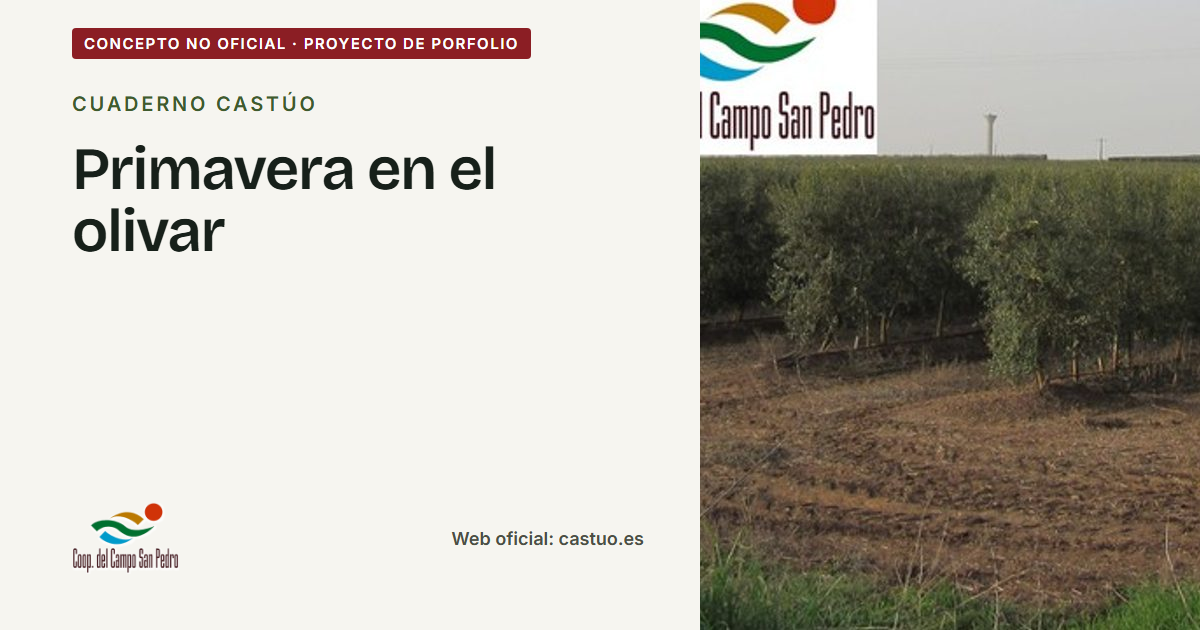 CONCEPTO NO OFICIAL · PROYECTO DE PORFOLIO
CUADERNO CASTÚO
Primavera en el
olivar
Coop. del Campo San Pedro
Web oficial: castuo.es
l Campo San Pedro